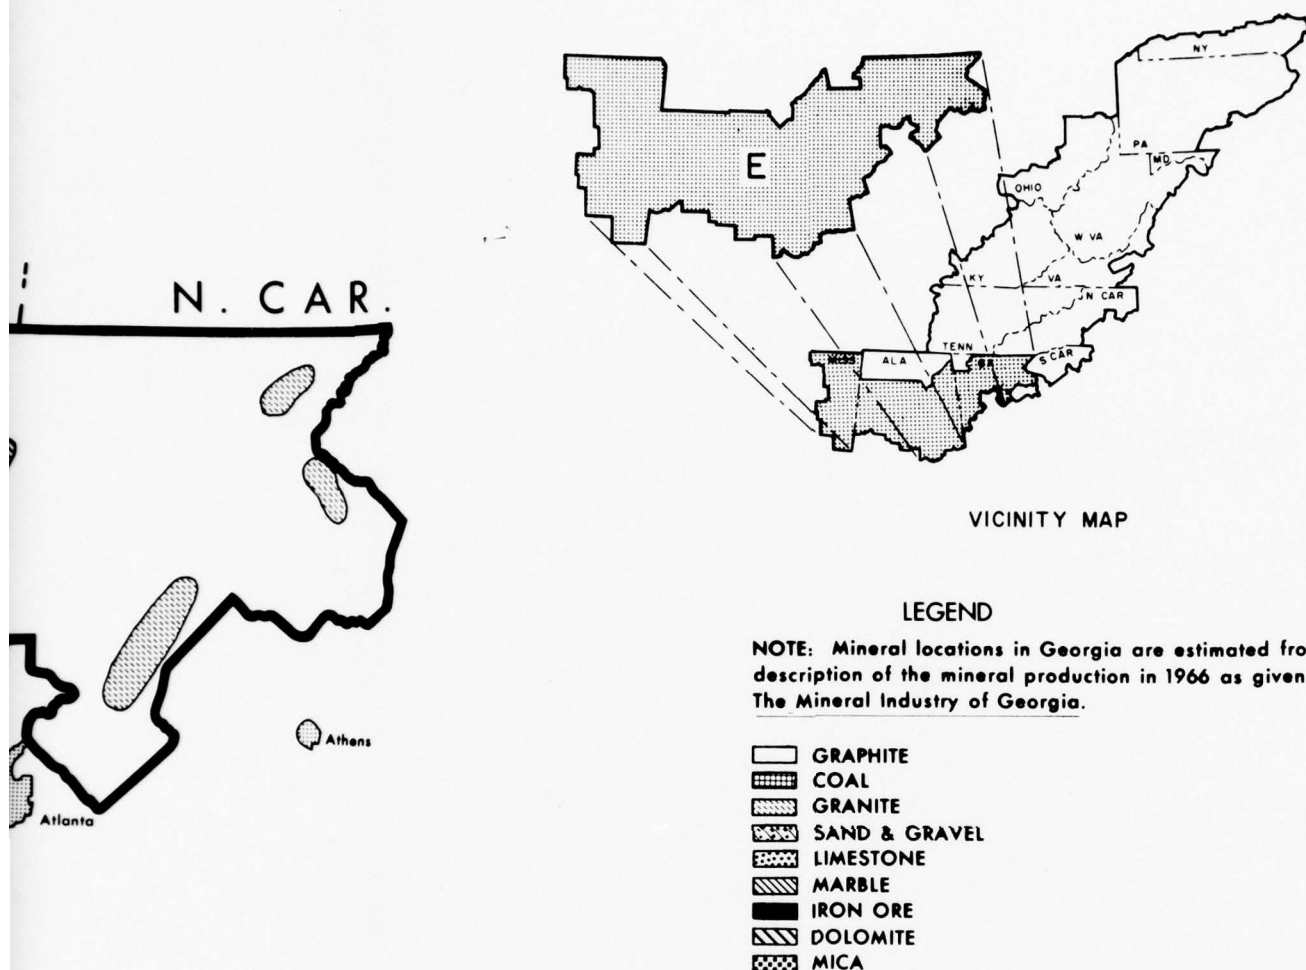 N. CAR.
Athens
Atlanta
E
NY
PA
MD
OHIO
W VA
KY
VA
N CAR
TENN
MISS
ALA
S CAR
VICINITY MAP
LEGEND
NOTE: Mineral locations in Georgia are estimated fro
description of the mineral production in 1966 as given
The Mineral Industry of Georgia.
GRAPHITE
COAL
GRANITE
SAND & GRAVEL
LIMESTONE
MARBLE
IRON ORE
DOLOMITE
MICA